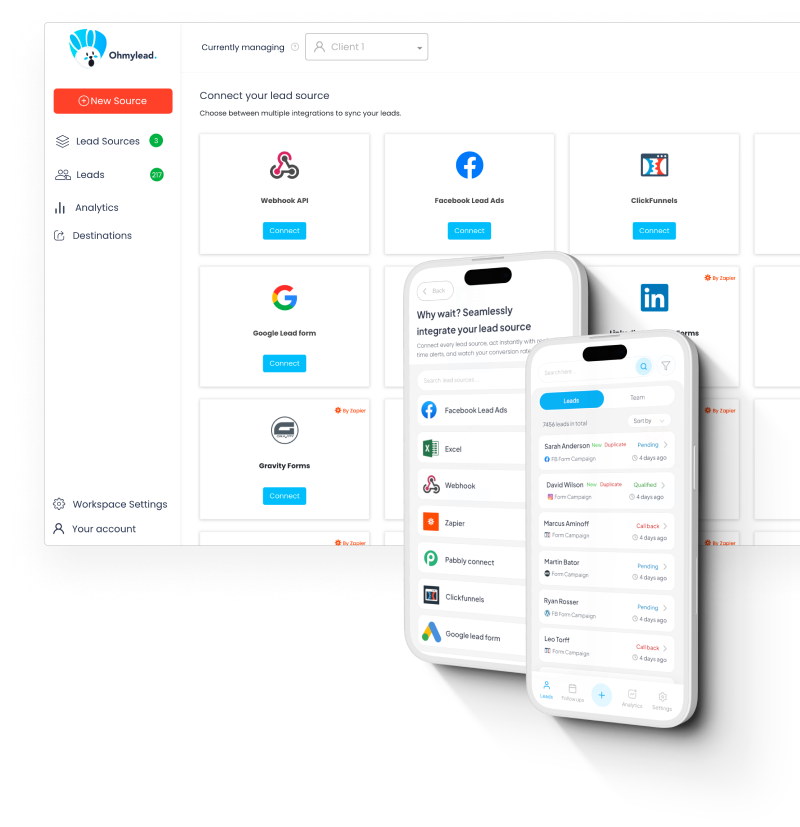 Ohmylead.
Currently managing
Client 1
New Source
Lead Sources 3
Leads 217
Analytics
Destinations
Workspace Settings
Your account
Connect your lead source
Choose between multiple integrations to sync your leads.
Webhook API
Connect
Facebook Lead Ads
Connect
ClickFunnels
Connect
Google Lead form
Connect
By Zapier
By Zapier
Gravity Forms
Connect
By Zapier
By Zapier
By Zapier
Back
Why wait? Seamlessly
integrate your lead source
Connect every lead source, act instantly with
time alerts, and watch your conversion
Search lead sources
Facebook Lead Ads
Excel
Webhook
Zapier
Pabbly connect
Clickfunnels
Google lead form
Search here
Leads
Team
7456 leads in total
Sort by
Sarah Anderson New Duplicate
Pending
FB Form Campaign
4 days ago
David Wilson New Duplicate
Qualified
Form Campaign
4 days ago
Marcus Aminoff
Call back
Form Campaign
4 days ago
Martin Bator
Pending
Form Campaign
4 days ago
Ryan Rosser
Pending
FB Form Campaign
4 days ago
Leo Torff
Call back
Form Campaign
4 days ago
Leads
Follow ups
Analytics
Settings